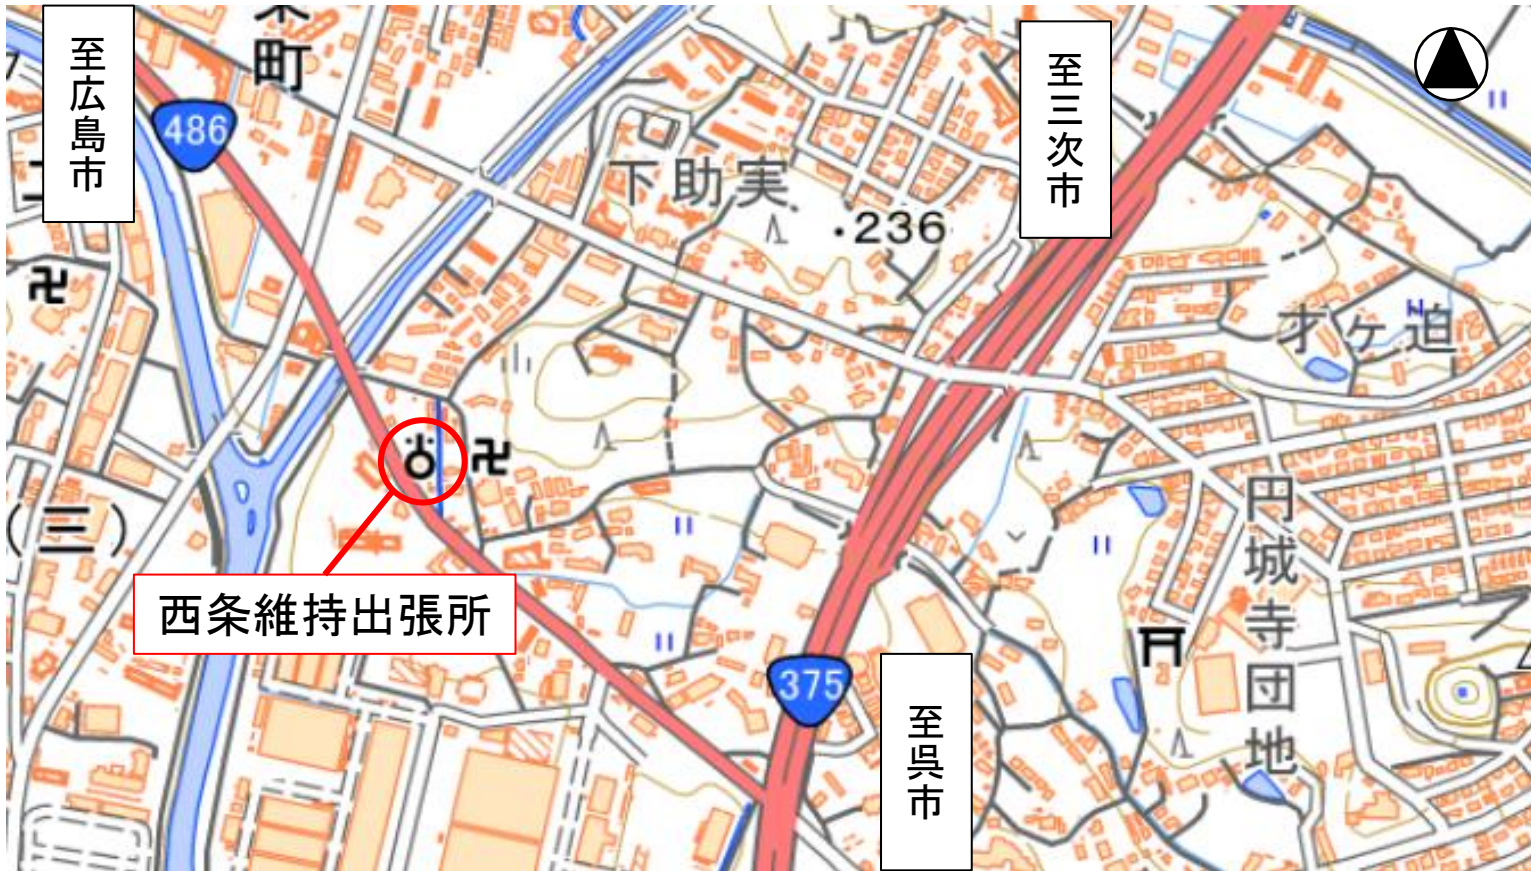 至広島市
486
町
至三次市
下助実
・236
才ヶ迫
(三)
西条維持出張所
円城寺団地
375
至呉市